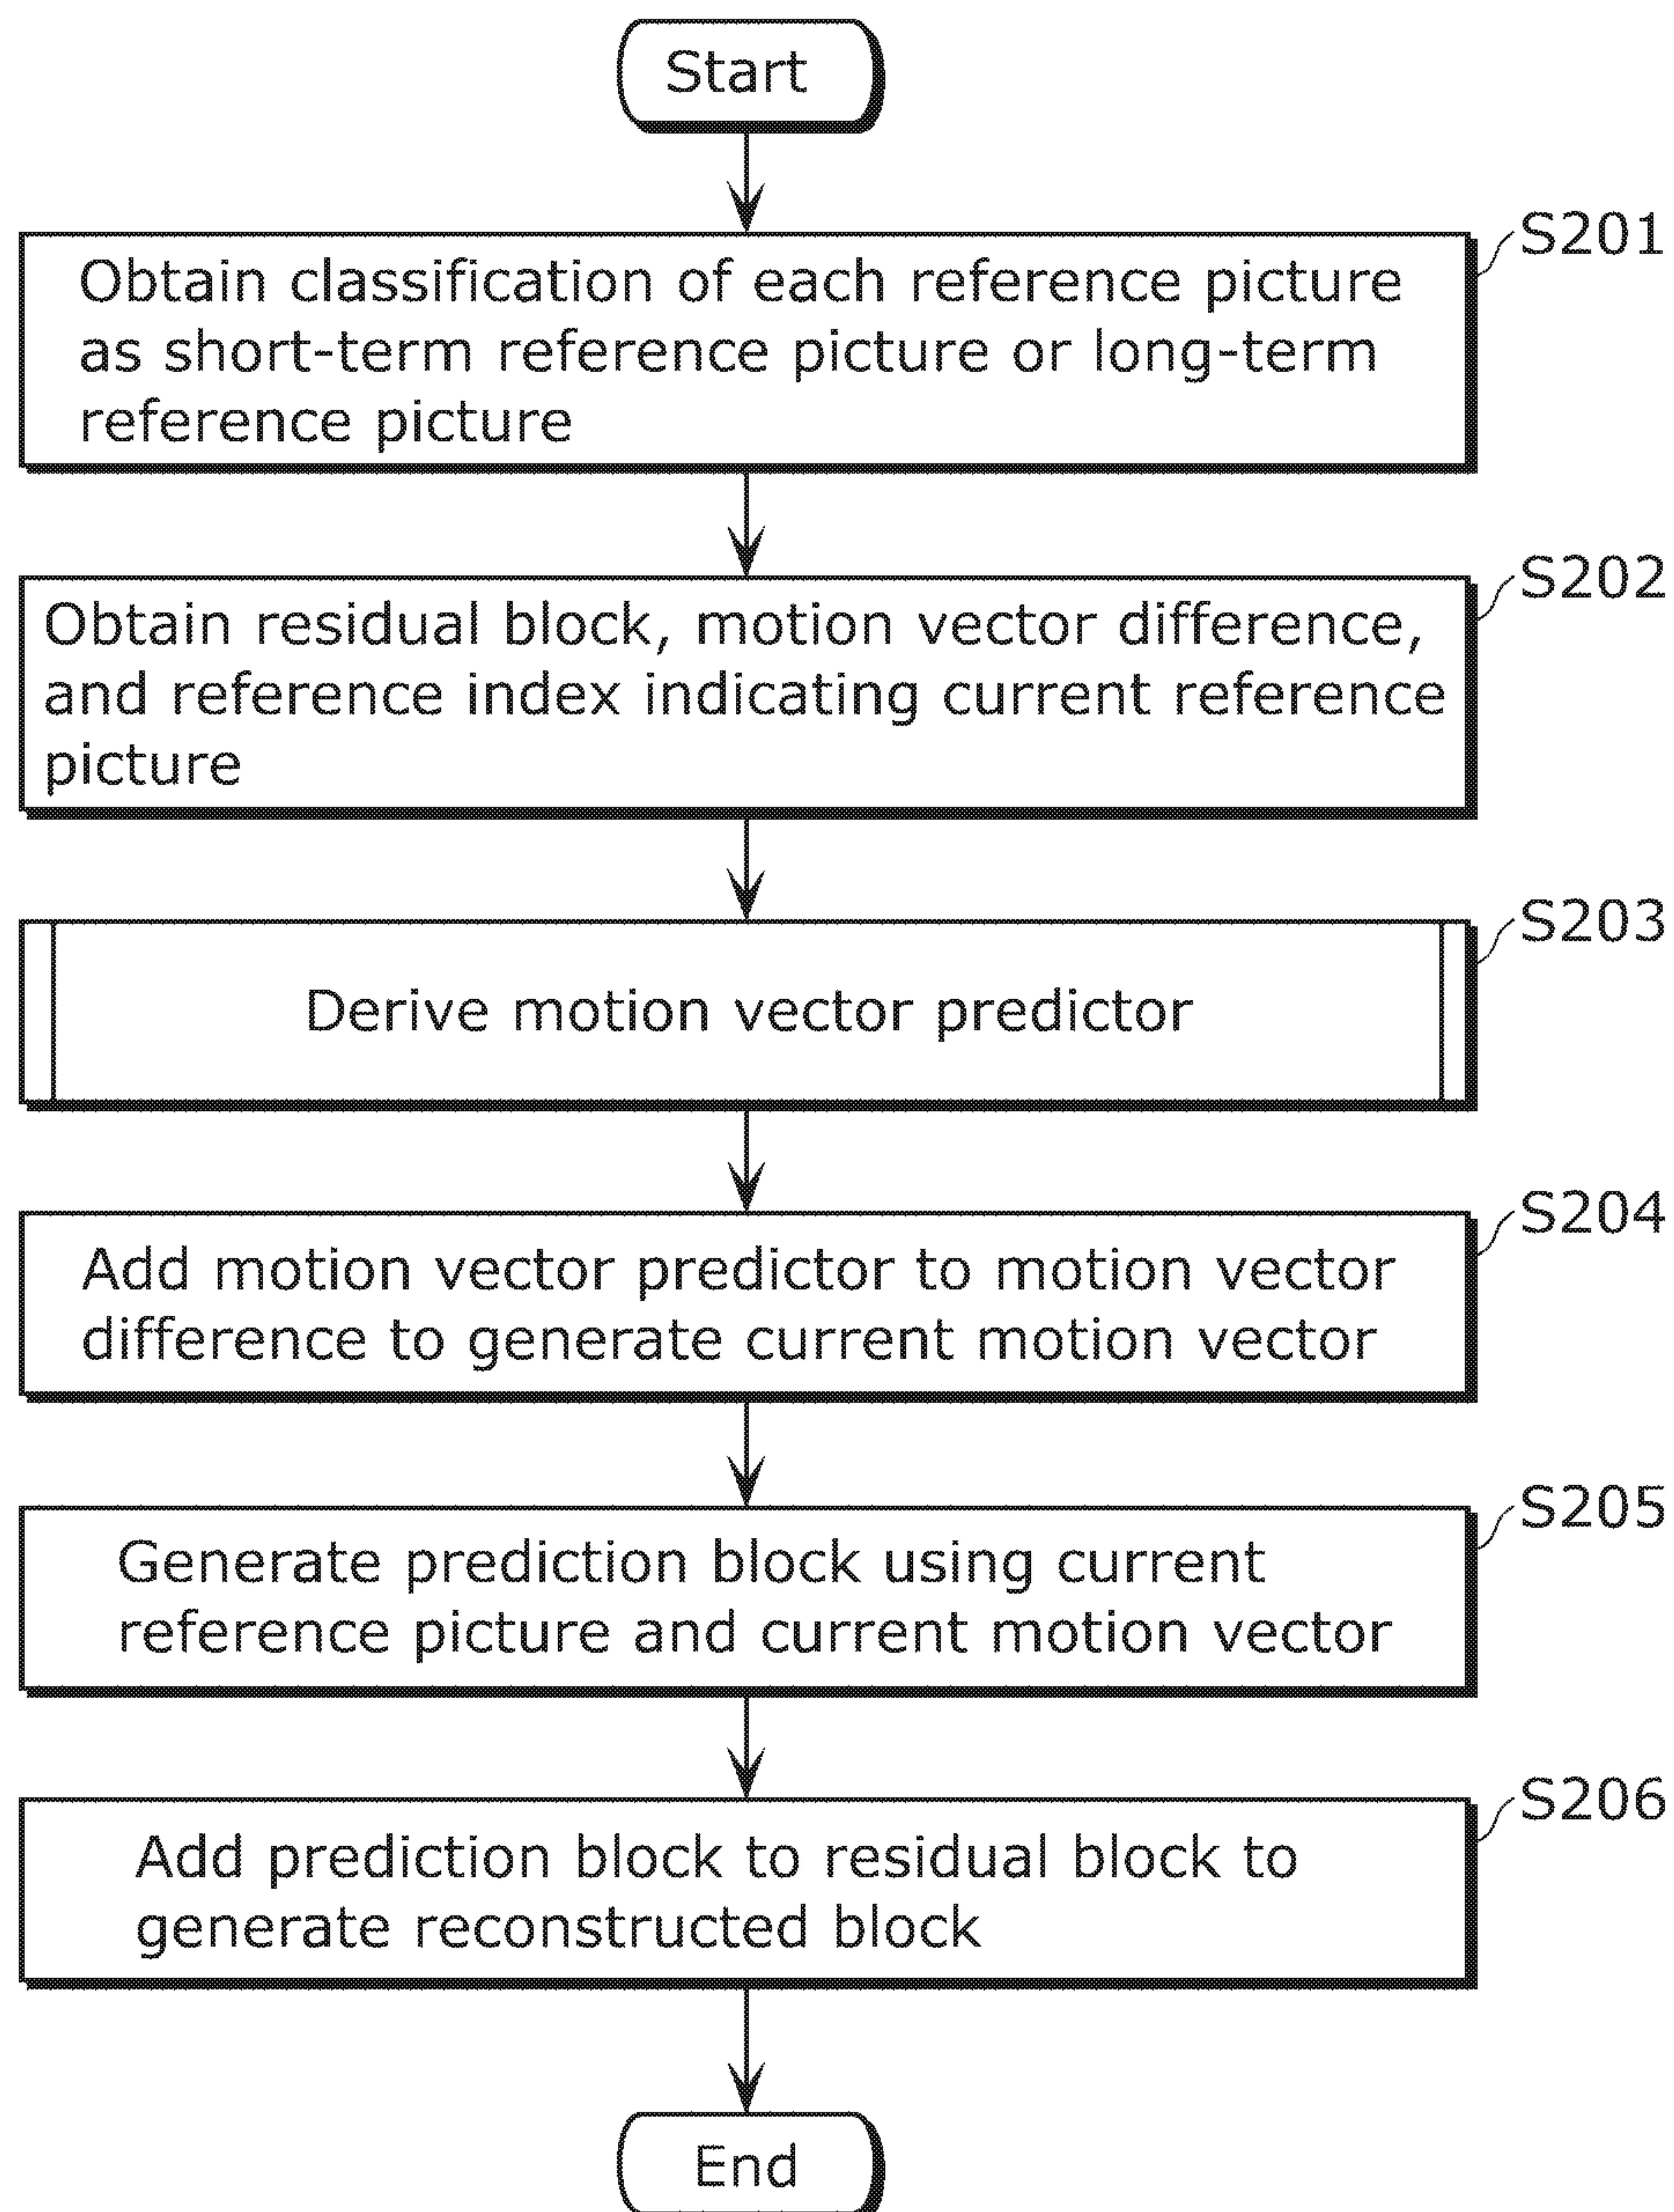 Start
S201
Obtain classification of each reference picture
as short-term reference picture or long-term
reference picture
S202
Obtain residual block, motion vector difference,
and reference index indicating current reference
picture
S203
Derive motion vector predictor
S204
Add motion vector predictor to motion vector
difference to generate current motion vector
S205
Generate prediction block using current
reference picture and current motion vector
S206
Add prediction block to residual block to
generate reconstructed block
End